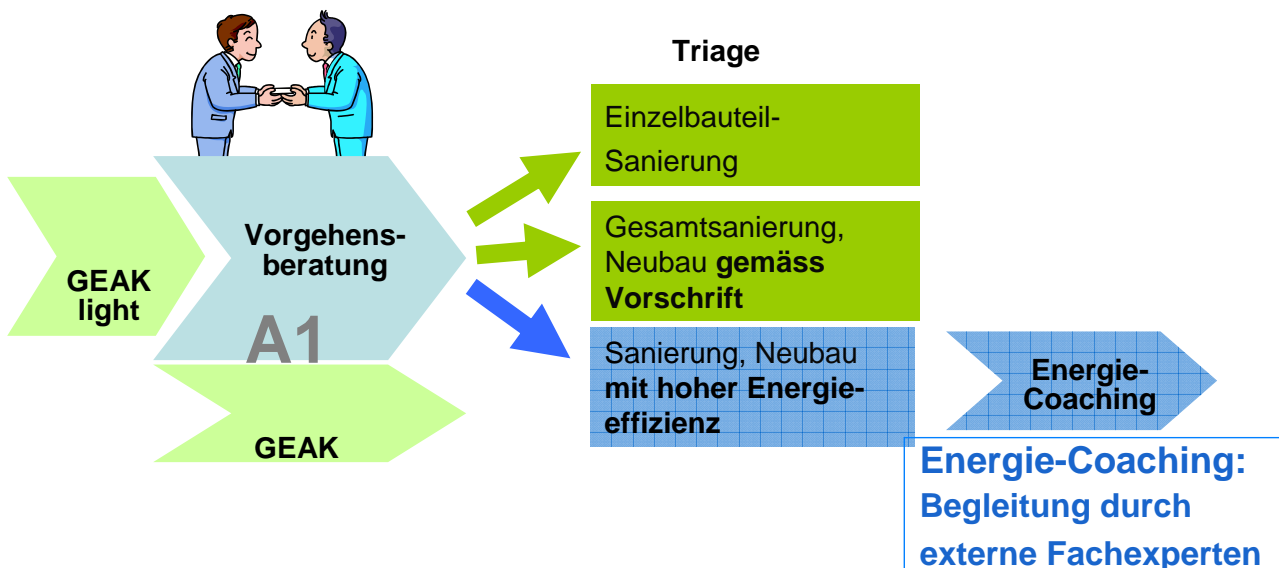 GEAK
light
Vorgehens-
beratung
A1
GEAK
Triage
Einzelbauteil-
Sanierung
Gesamtsanierung,
Neubau gemäss
Vorschrift
Sanierung, Neubau
mit hoher Energie-
effizienz
Energie-
Coaching
Energie-Coaching:
Begleitung durch
externe Fachexperten